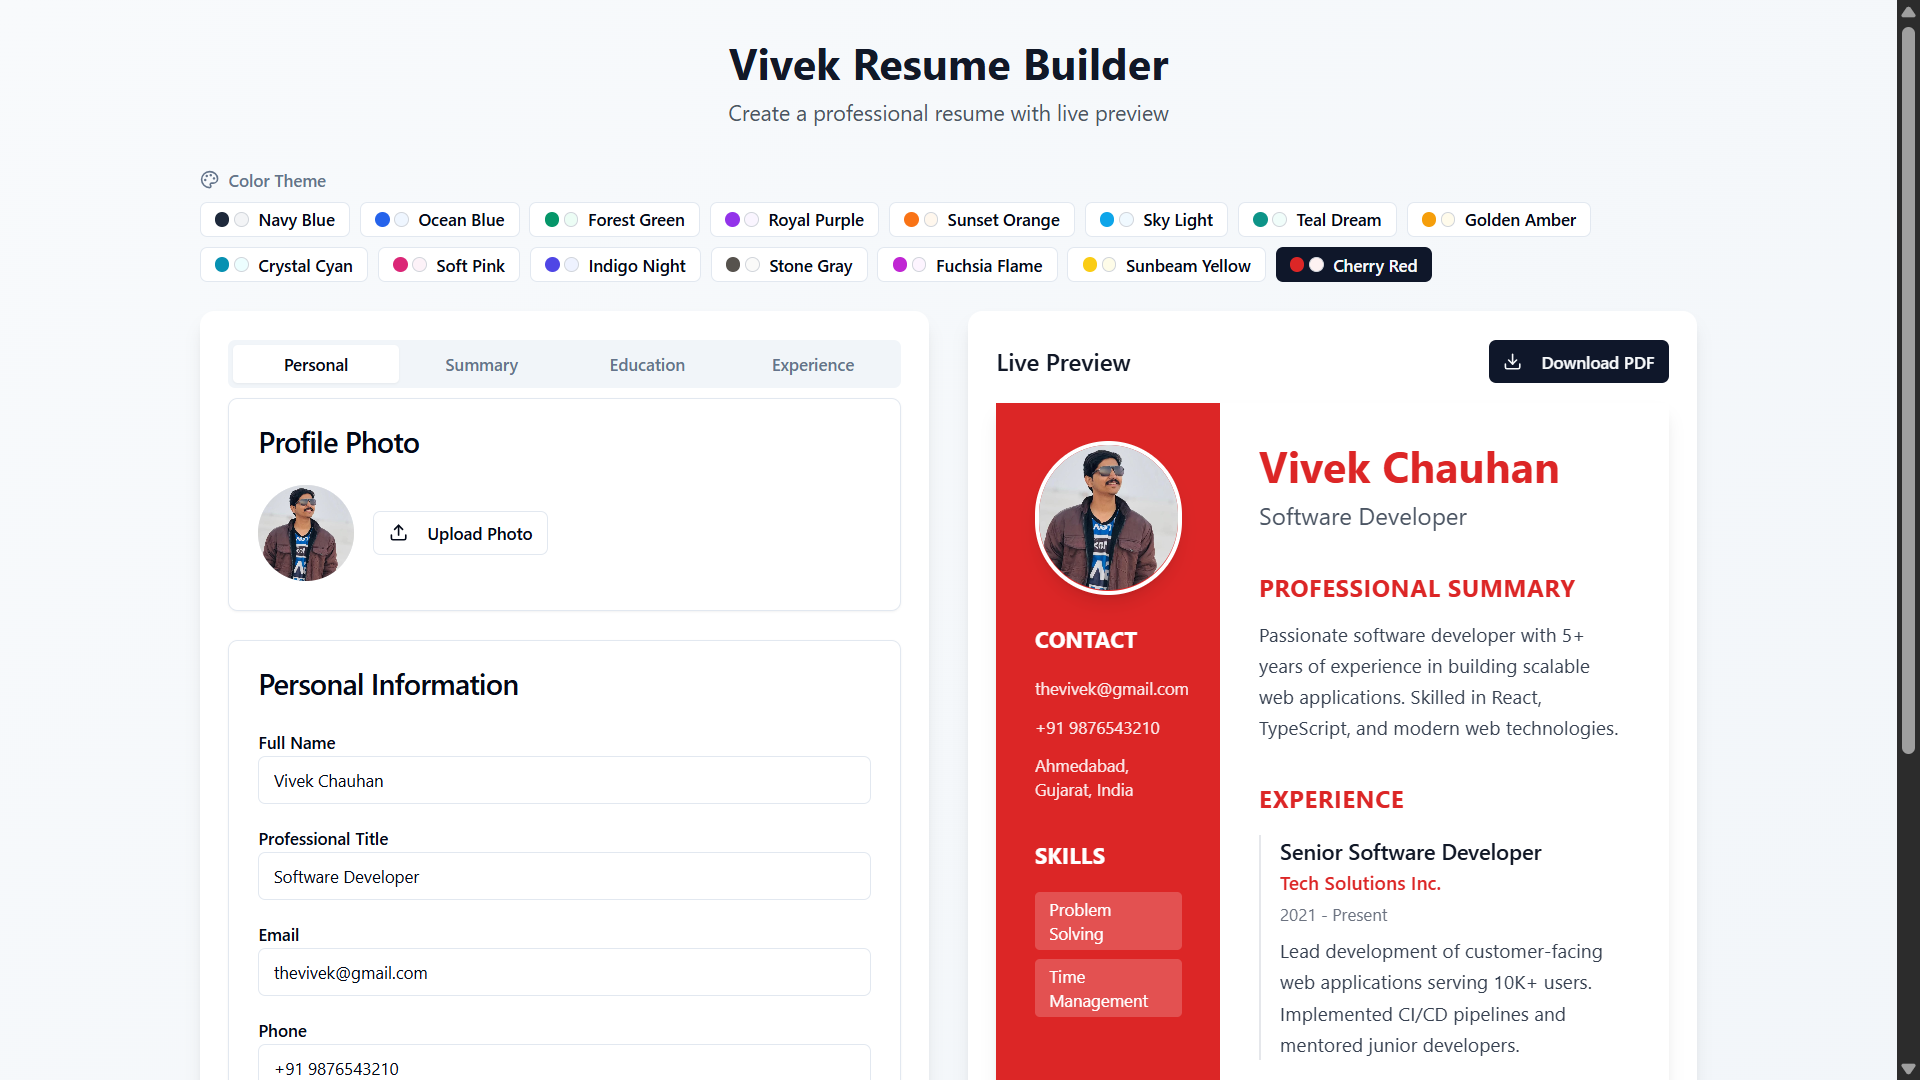 Vivek Resume Builder
Create a professional resume with live preview
Color Theme
Navy Blue
Ocean Blue
Forest Green
Royal Purple
Sunset Orange
Sky Light
Teal Dream
Golden Amber
Crystal Cyan
Soft Pink
Indigo Night
Stone Gray
Fuchsia Flame
Sunbeam Yellow
Cherry Red
Personal
Summary
Education
Experience
Profile Photo
Upload Photo
Personal Information
Full Name
Vivek Chauhan
Professional Title
Software Developer
Email
thevivek@gmail.com
Phone
+91 9876543210
Live Preview
Download PDF
CONTACT
thevivek@gmail.com
+91 9876543210
Ahmedabad,
Gujarat, India
SKILLS
Problem
Solving
Time
Management
Vivek Chauhan
Software Developer
PROFESSIONAL SUMMARY
Passionate software developer with 5+
years of experience in building scalable
web applications. Skilled in React,
TypeScript, and modern web technologies.
EXPERIENCE
Senior Software Developer
Tech Solutions Inc.
2021 - Present
Lead development of customer-facing
web applications serving 10K+ users.
Implemented CI/CD pipelines and
mentored junior developers.